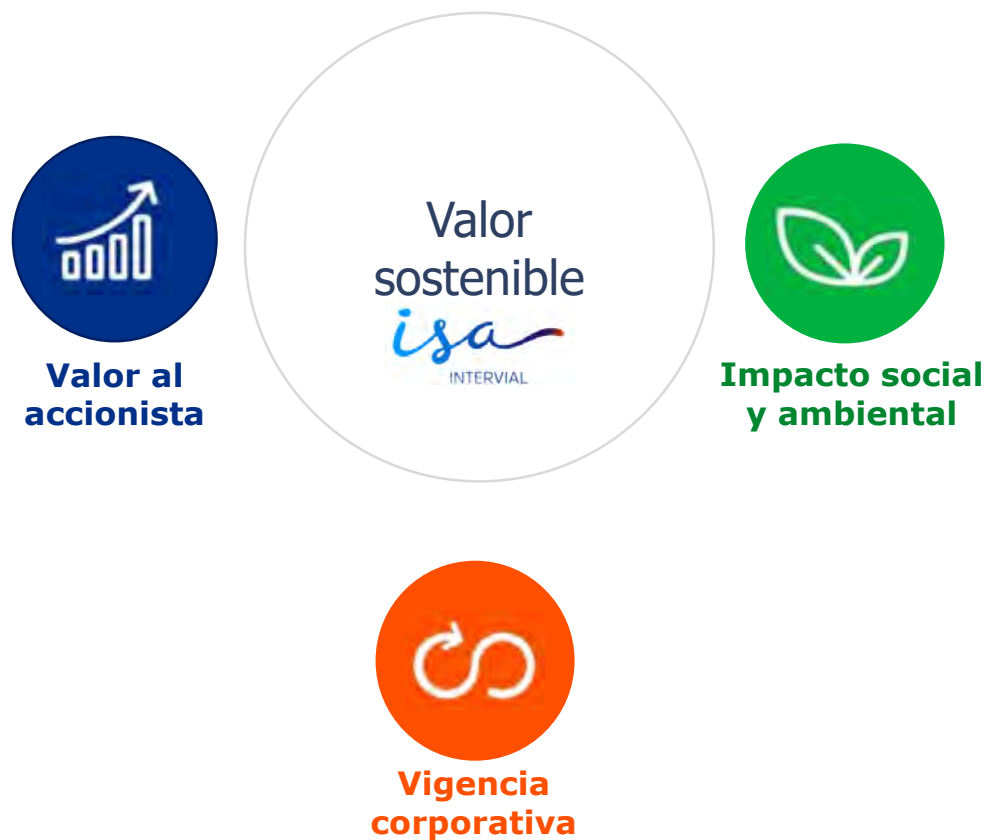 Valor
sostenible
isa
INTERVIAL
Valor al
accionista
Impacto social
y ambiental
Vigencia
corporativa